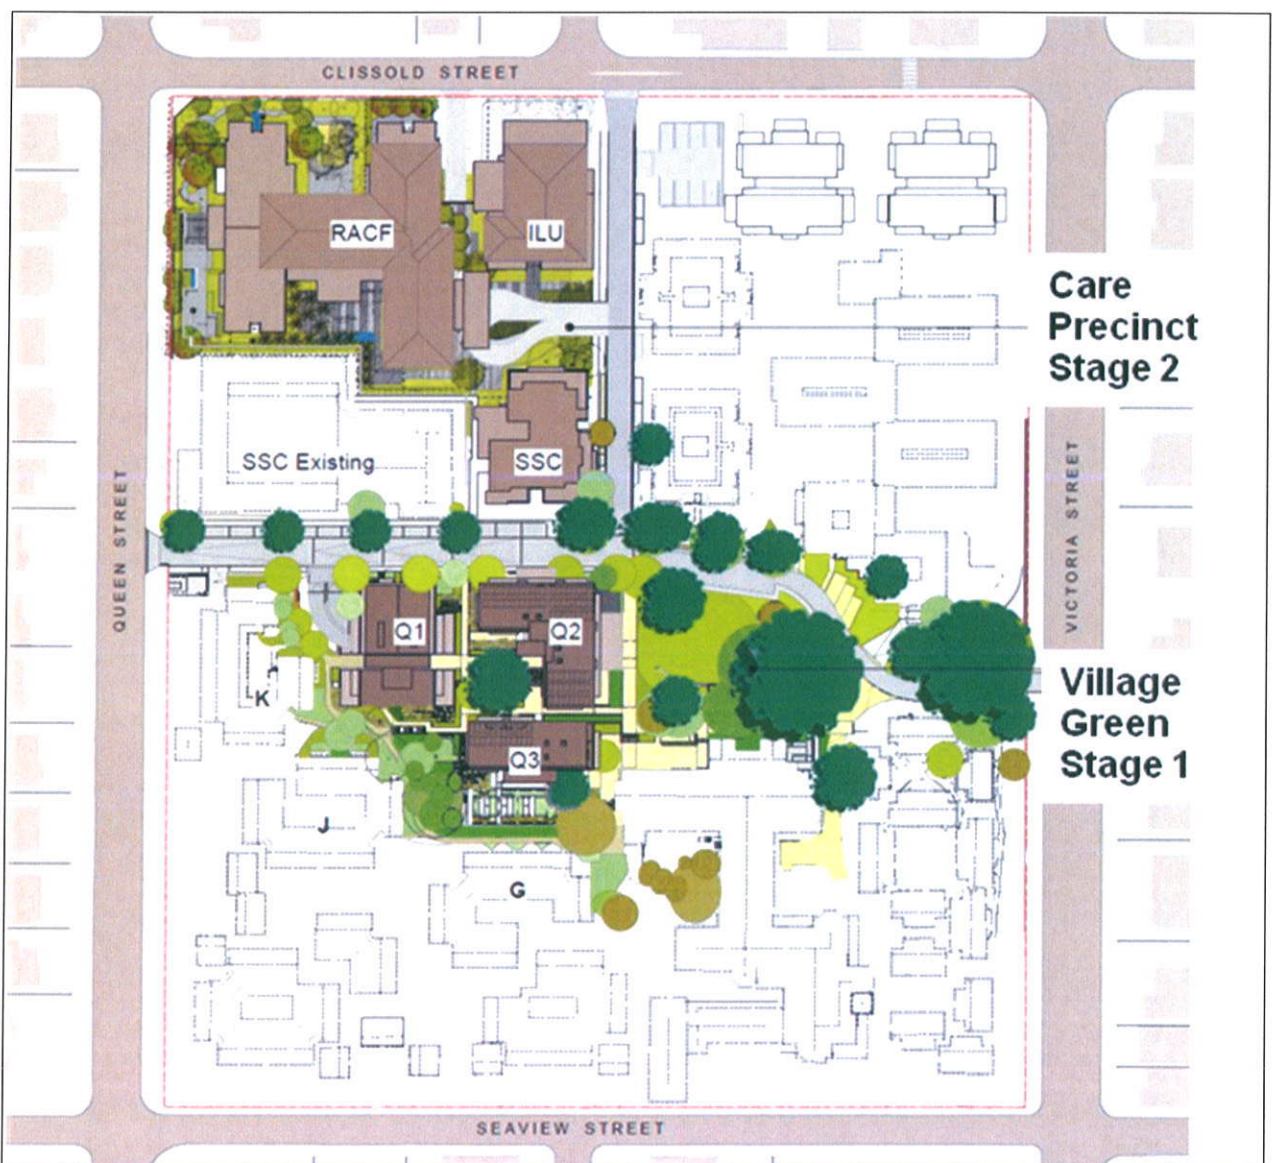 CLISSOLD STREET
RACF
ILU
Care
Precinct
Stage 2
SSC Existing
SSC
QUEEN STREET
VICTORIA STREET
Q1
Q2
K
Village
Green
Stage 1
Q3
J
G
SEAVIEW STREET